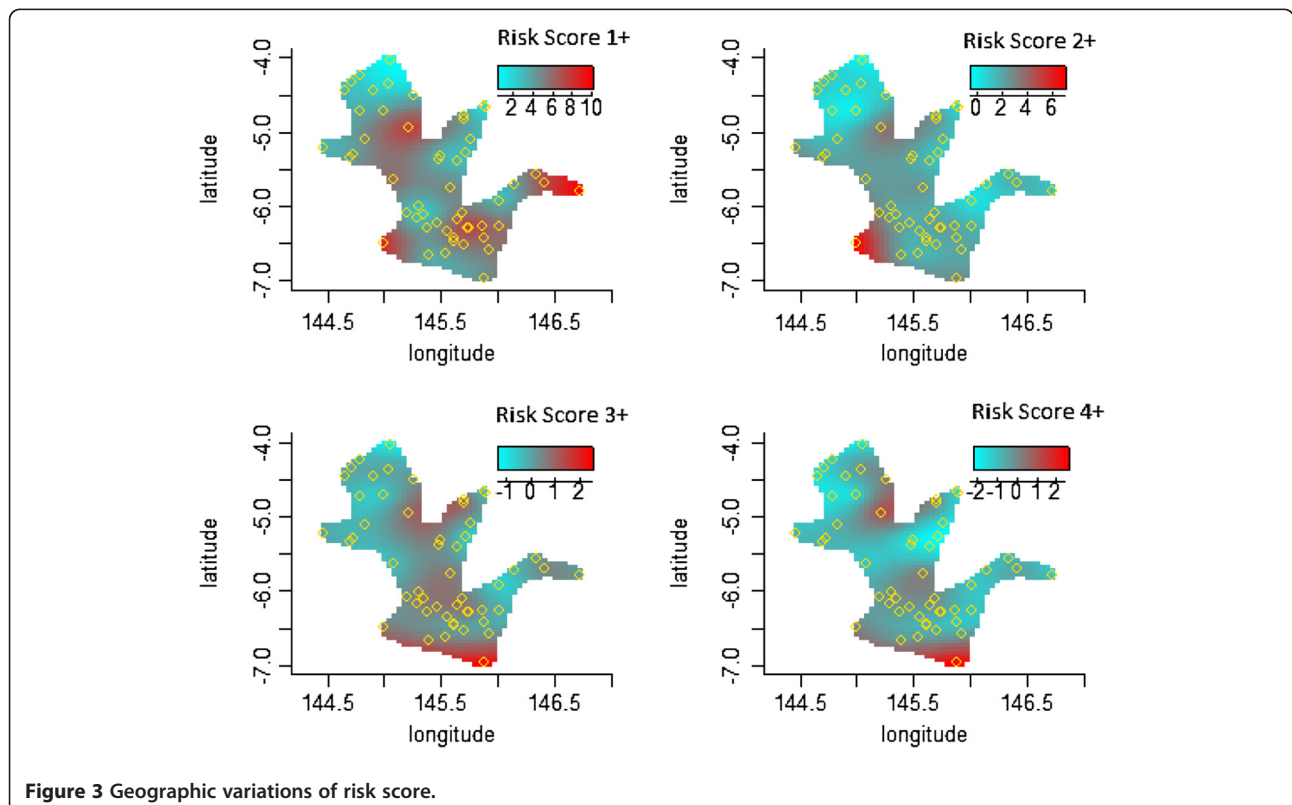 Risk Score 1+
2 4 6 8 10
-4.0
-5.0
-6.0
-7.0
latitude
144.5 145.5 146.5
longitude
Risk Score 2+
0 2 4 6
-4.0
-5.0
-6.0
-7.0
latitude
144.5 145.5 146.5
longitude
Risk Score 3+
-1 0 1 2
-4.0
-5.0
-6.0
-7.0
latitude
144.5 145.5 146.5
longitude
Risk Score 4+
-2 -1 0 1 2
-4.0
-5.0
-6.0
-7.0
latitude
144.5 145.5 146.5
longitude
Figure 3 Geographic variations of risk score.